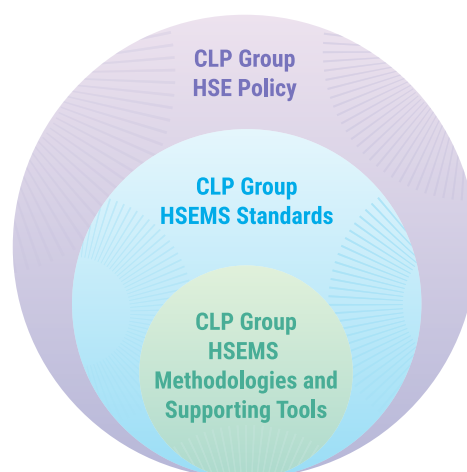 CLP Group
HSE Policy
CLP Group
HSEMS Standards
CLP Group
HSEMS
Methodologies and
Supporting Tools